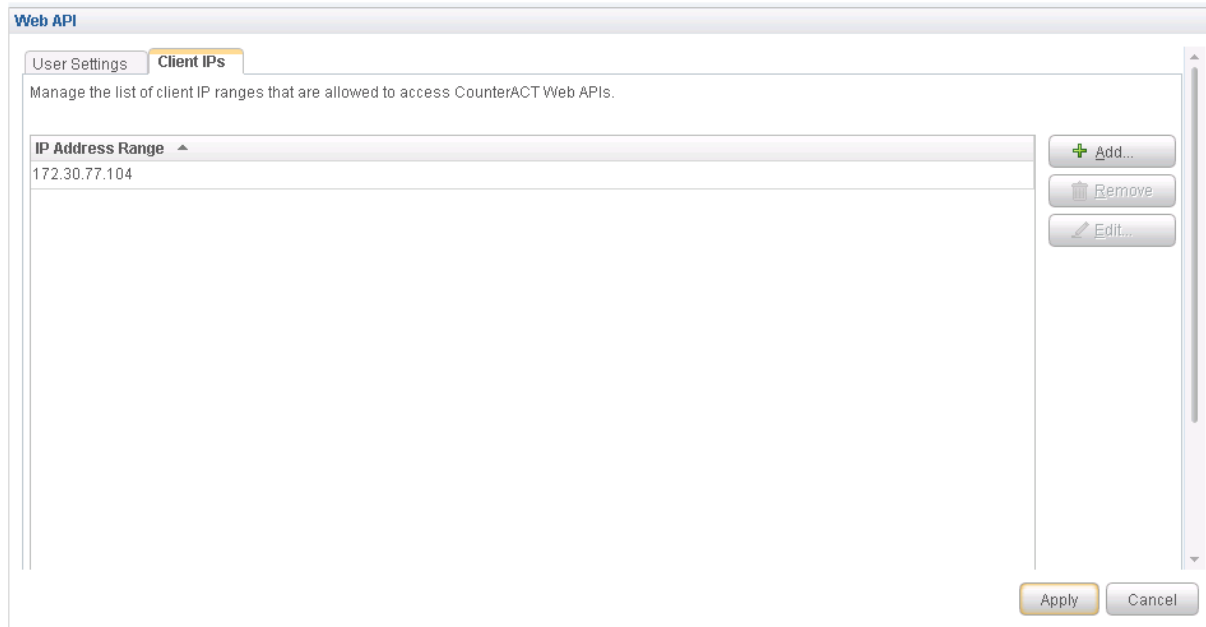 Web API
User Settings
Client IPs
Manage the list of client IP ranges that are allowed to access CounterACT Web APIs.
IP Address Range
Add...
172.30.77.104
Remove
Edit...
Apply
Cancel